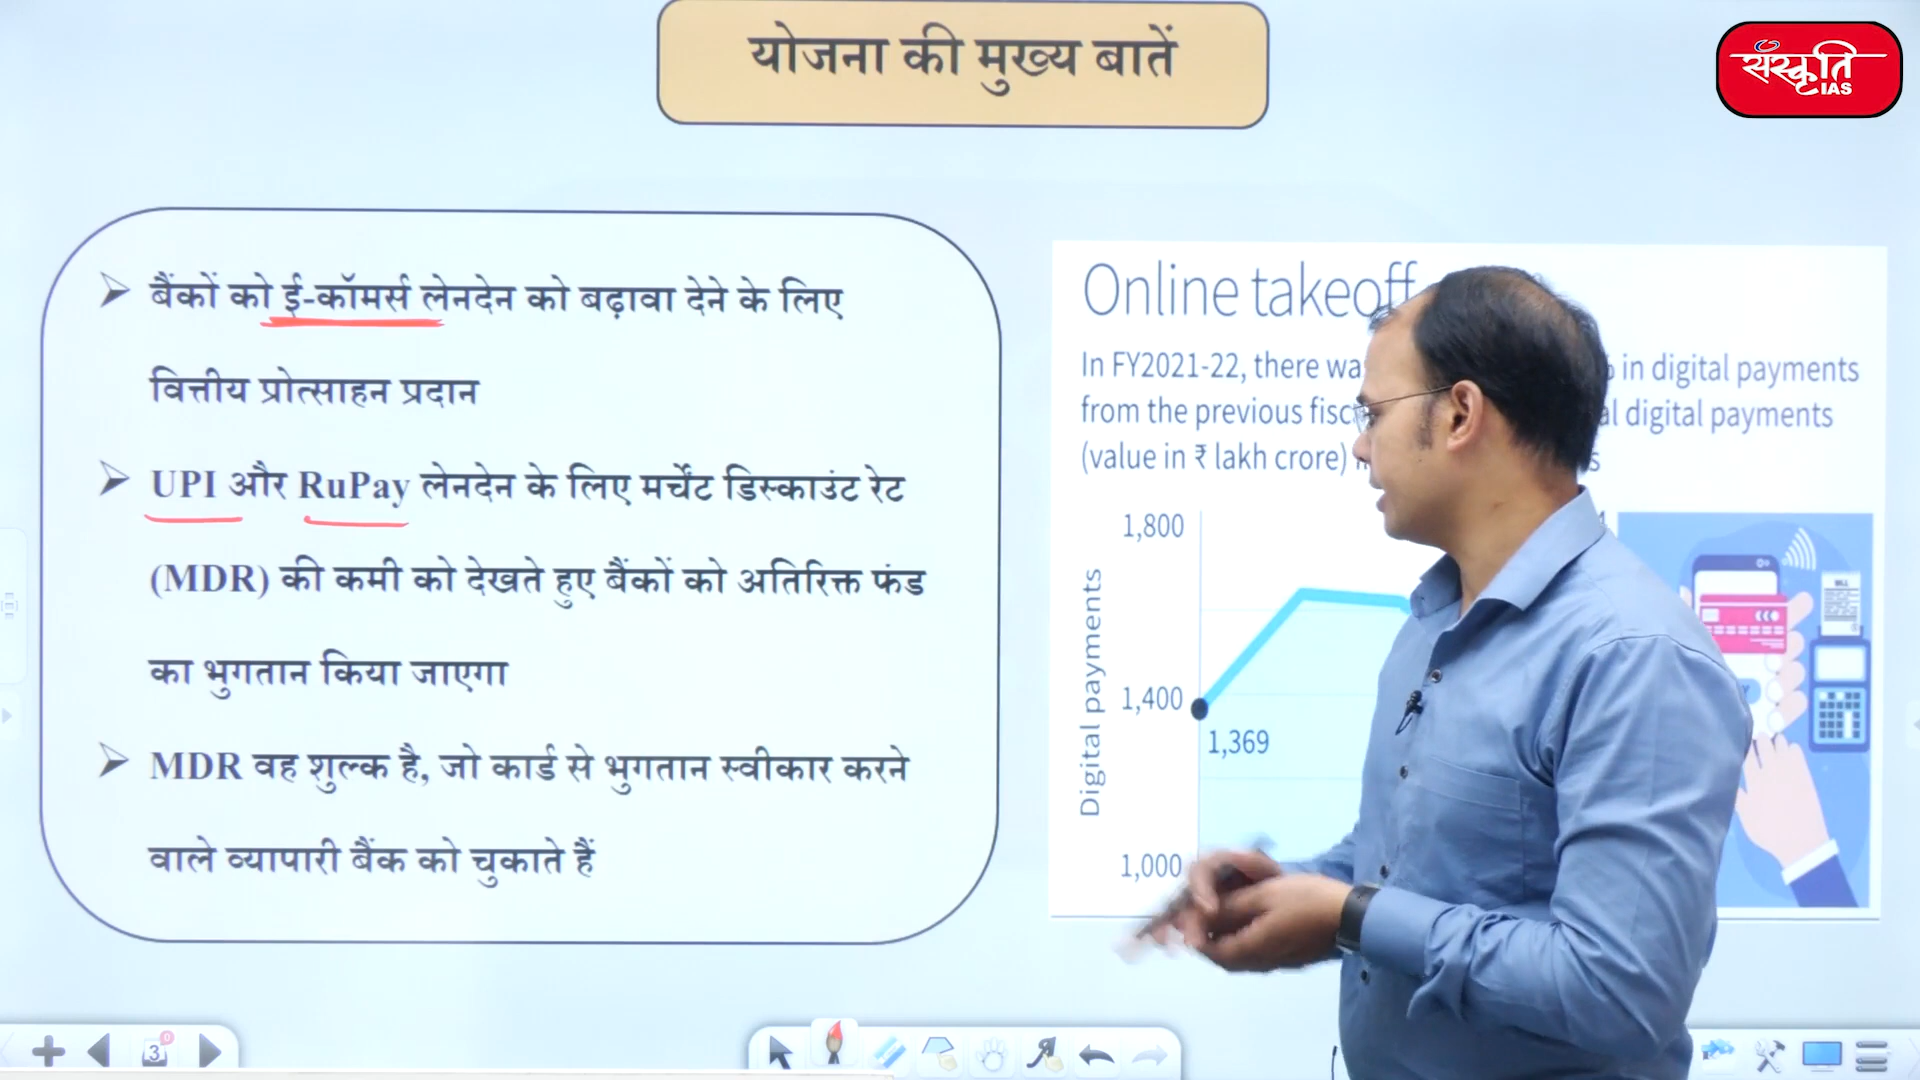 योजना की मुख्य बातें
संस्कृति
IAS
बैंकों को ई-कॉमर्स लेनदेन को बढ़ावा देने के लिए
वित्तीय प्रोत्साहन प्रदान
UPI और RuPay लेनदेन के लिए मर्चेंट डिस्काउंट रेट
(MDR) की कमी को देखते हुए बैंकों को अतिरिक्त फंड
का भुगतान किया जाएगा
MDR वह शुल्क है, जो कार्ड से भुगतान स्वीकार करने
वाले व्यापारी बैंक को चुकाते हैं
Online takeoff
In FY2021-22, there was in digital payments
from the previous digital payments
(value in ₹ lakh crore)
1,800
1,400
1,369
1,000
Digital payments
3
0